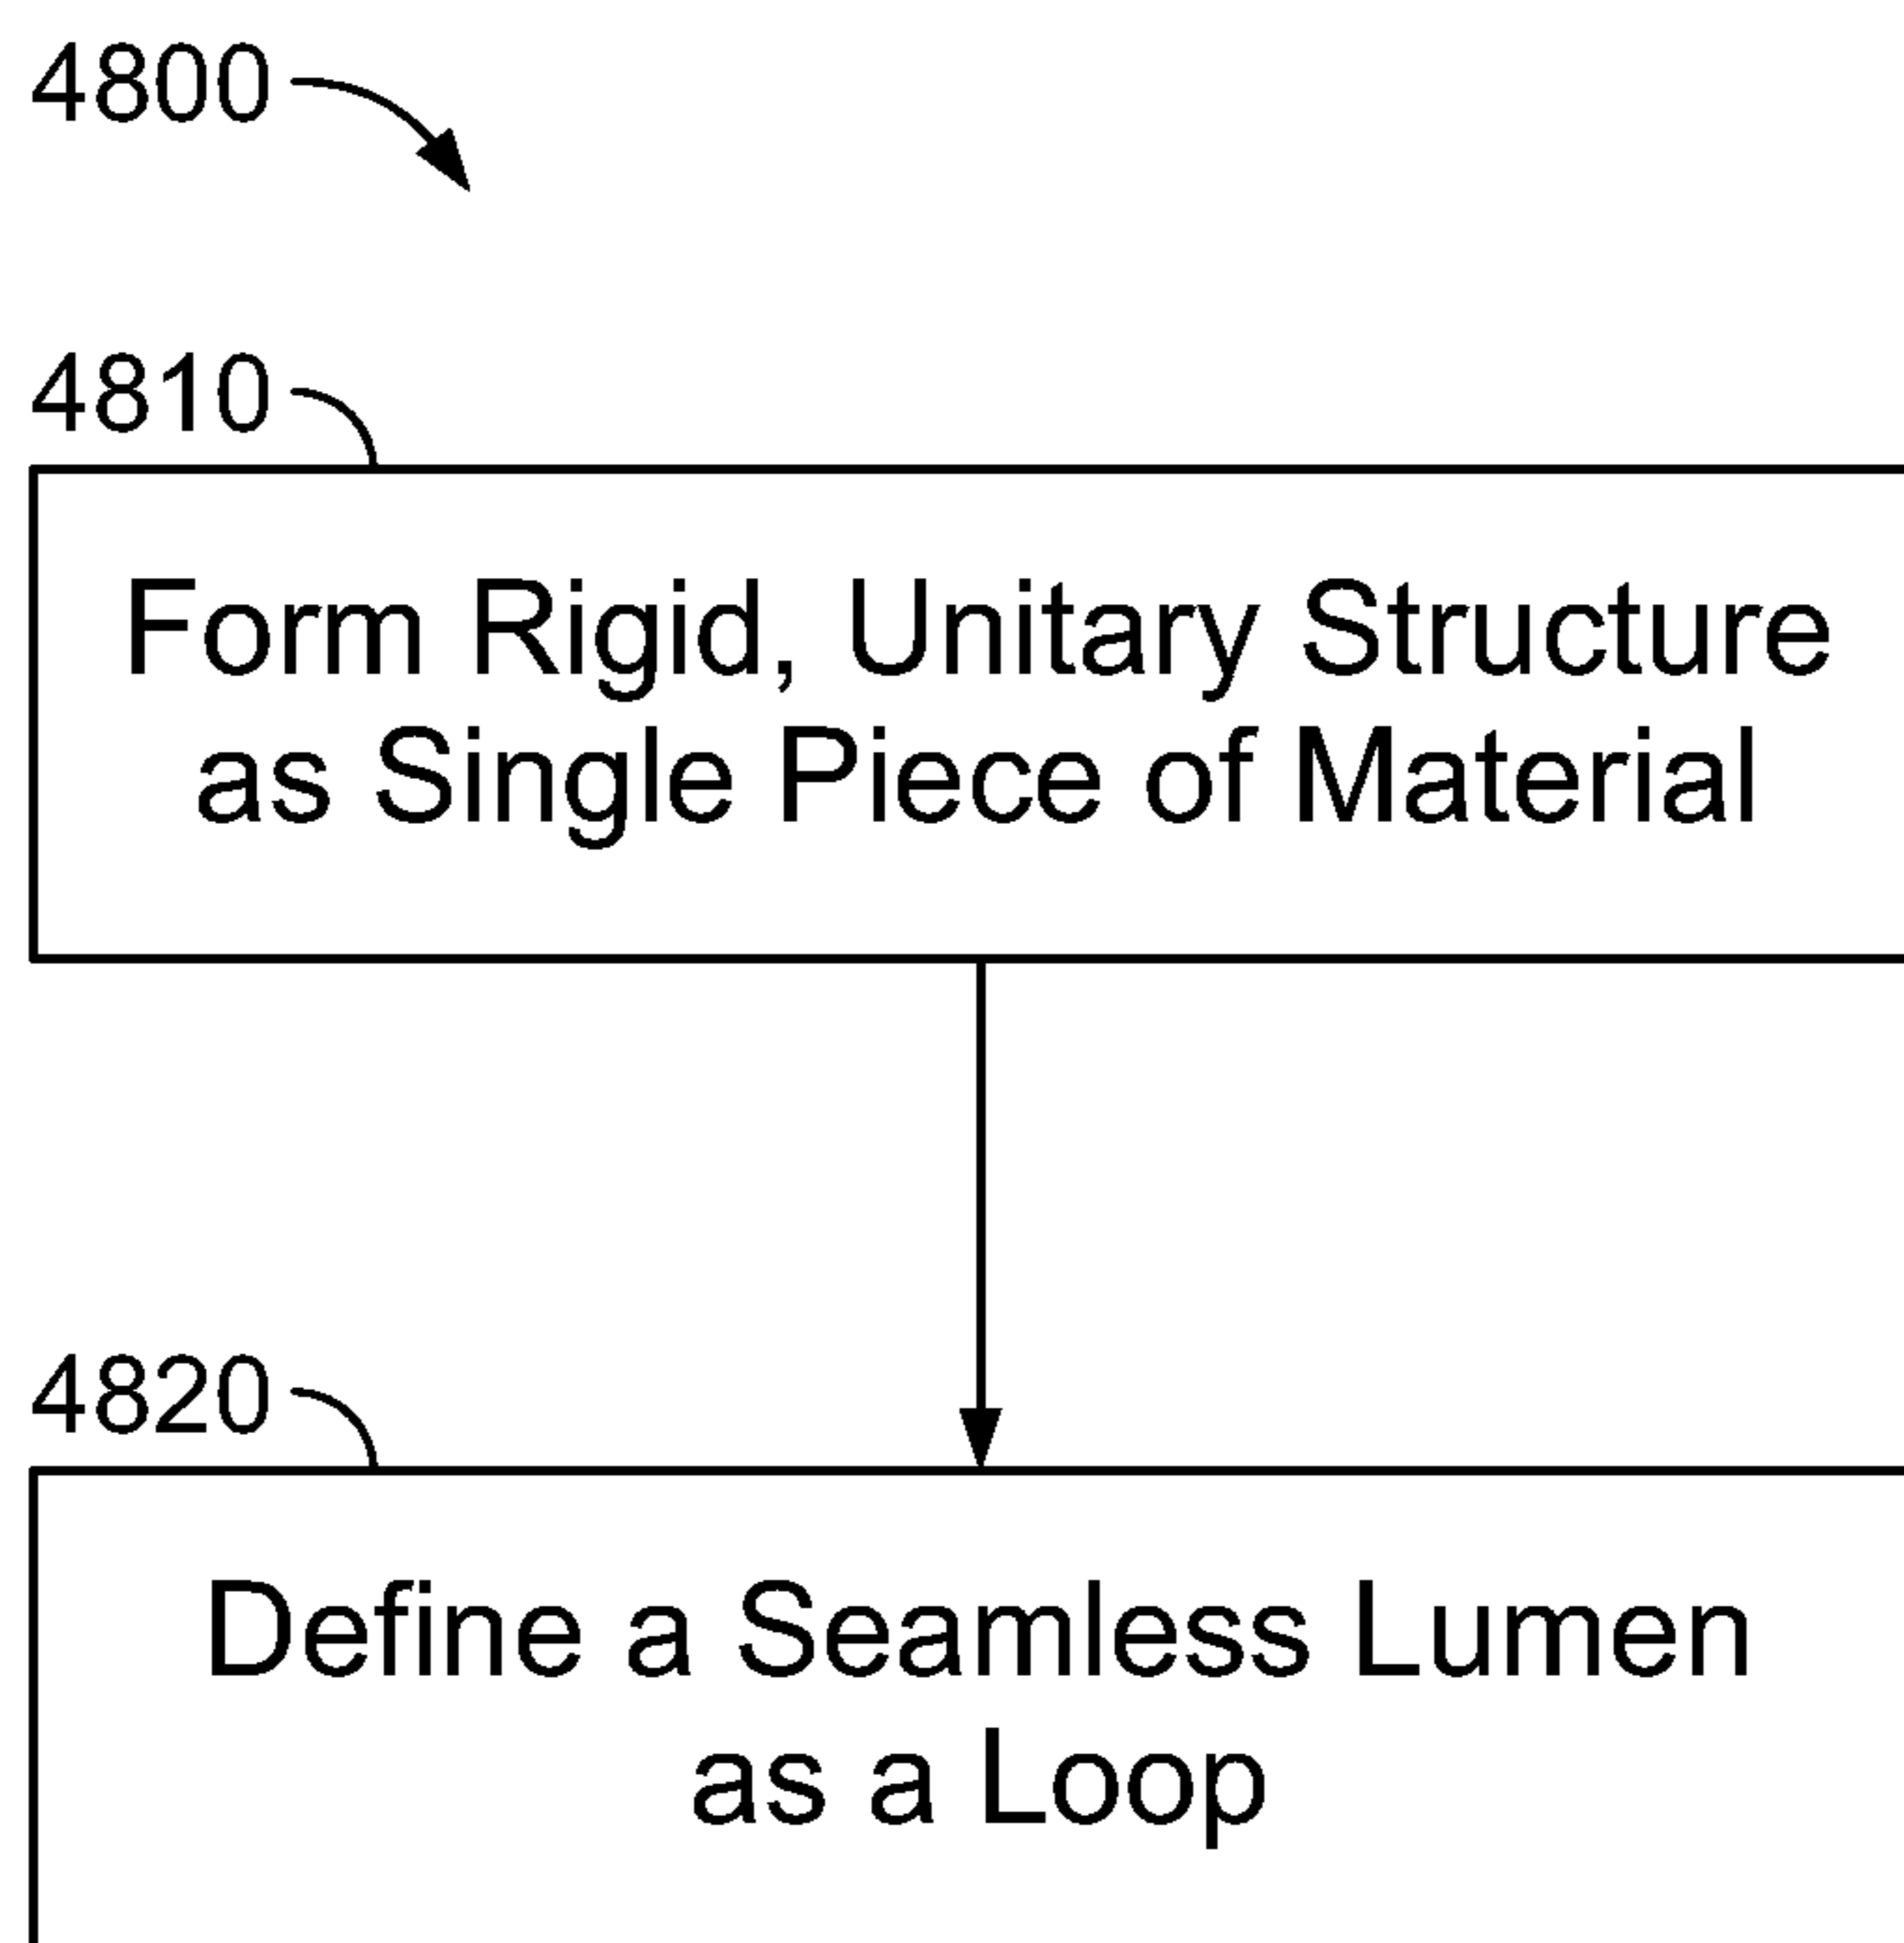 4800
4810
Form Rigid, Unitary Structure
as Single Piece of Material
4820
Define a Seamless Lumen
as a Loop